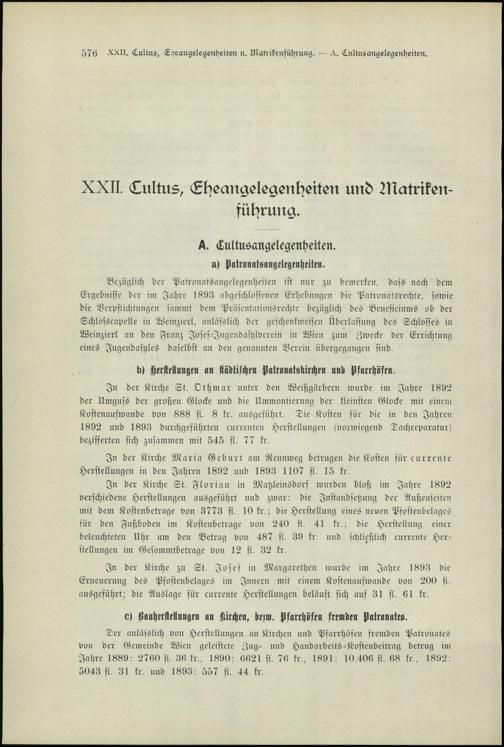 576 XXII. Cultus, Eheangelegenheiten u. Matrikenführung. — A. Cultusangelegenheiten.
XXII. Cultus, Eheangelegenheiten und Matriken-
führung.
A. Cultusangelegenheiten.
a) Patronatsangelegenheiten.
Bezüglich der Patronatsangelegenheiten ist nur zu bemerken, dass nach dem
Ergebnisse der im Jahre 1893 abgeschlossenen Erhebungen die Patronatsrechte, sowie
die Verpflichtungen sammt dem Präsentationsrechte bezüglich des Beneficiums ob der
Schlosscapelle in Weinzierl, anlässlich der geschenkweisen Überlassung des Schlosses in
Weinzierl an den Franz Josef-Jugendasylverein in Wien zum Zwecke der Errichtung
eines Jugendasyles daselbst an den genannten Verein übergegangen sind.
b) Herstellungen an städtischen Patronatskirchen und Pfarrhöfen.
In der Kirche St. Othmar unter den Weißgärbern wurde im Jahre 1892
der Umguss der großen Glocke und die Ummontierung der kleinsten Glocke mit einem
Kostenaufwande von 888 fl. 8 kr. ausgeführt. Die Kosten für die in den Jahren
1892 und 1893 durchgeführten currenten Herstellungen (vorwiegend Dachreparatur)
bezifferten sich zusammen mit 545 fl. 77 kr.
In der Kirche Maria Geburt am Rennweg betrugen die Kosten für currente
Herstellungen in den Jahren 1892 und 1893 1107 fl. 15 kr.
In der Kirche St. Florian in Matzleinsdorf wurden bloß im Jahre 1892
verschiedene Herstellungen ausgeführt und zwar: die Instandsetzung der Außenseiten
mit dem Kostenbetrage von 3773 fl. 10 kr.; die Herstellung eines neuen Pfostenbelages
für den Fußboden im Kostenbetrage von 240 fl. 41 kr.; die Herstellung einer
beleuchteten Uhr um den Betrag von 487 fl. 39 kr. und schließlich currente Her-
stellungen im Gesammtbetrage von 12 fl. 32 kr.
In der Kirche zu St. Josef in Margarethen wurde im Jahre 1893 die
Erneuerung des Pfostenbelages im Innern mit einem Kostenaufwande von 200 fl.
ausgeführt; die Auslage für currente Herstellungen beläuft sich auf 31 fl. 61 kr.
c) Bauherstellungen an Kirchen, bezw. Pfarrhöfen fremden Patronates.
Der anlässlich von Herstellungen an Kirchen und Pfarrhöfen fremden Patronates
von der Gemeinde Wien geleistete Zug- und Handarbeits-Kostenbeitrag betrug im
Jahre 1889: 2760 fl. 36 kr., 1890: 6621 fl. 76 kr., 1891: 10.406 fl. 68 kr., 1892:
5043 fl. 31 kr. und 1893: 557 fl. 44 kr.